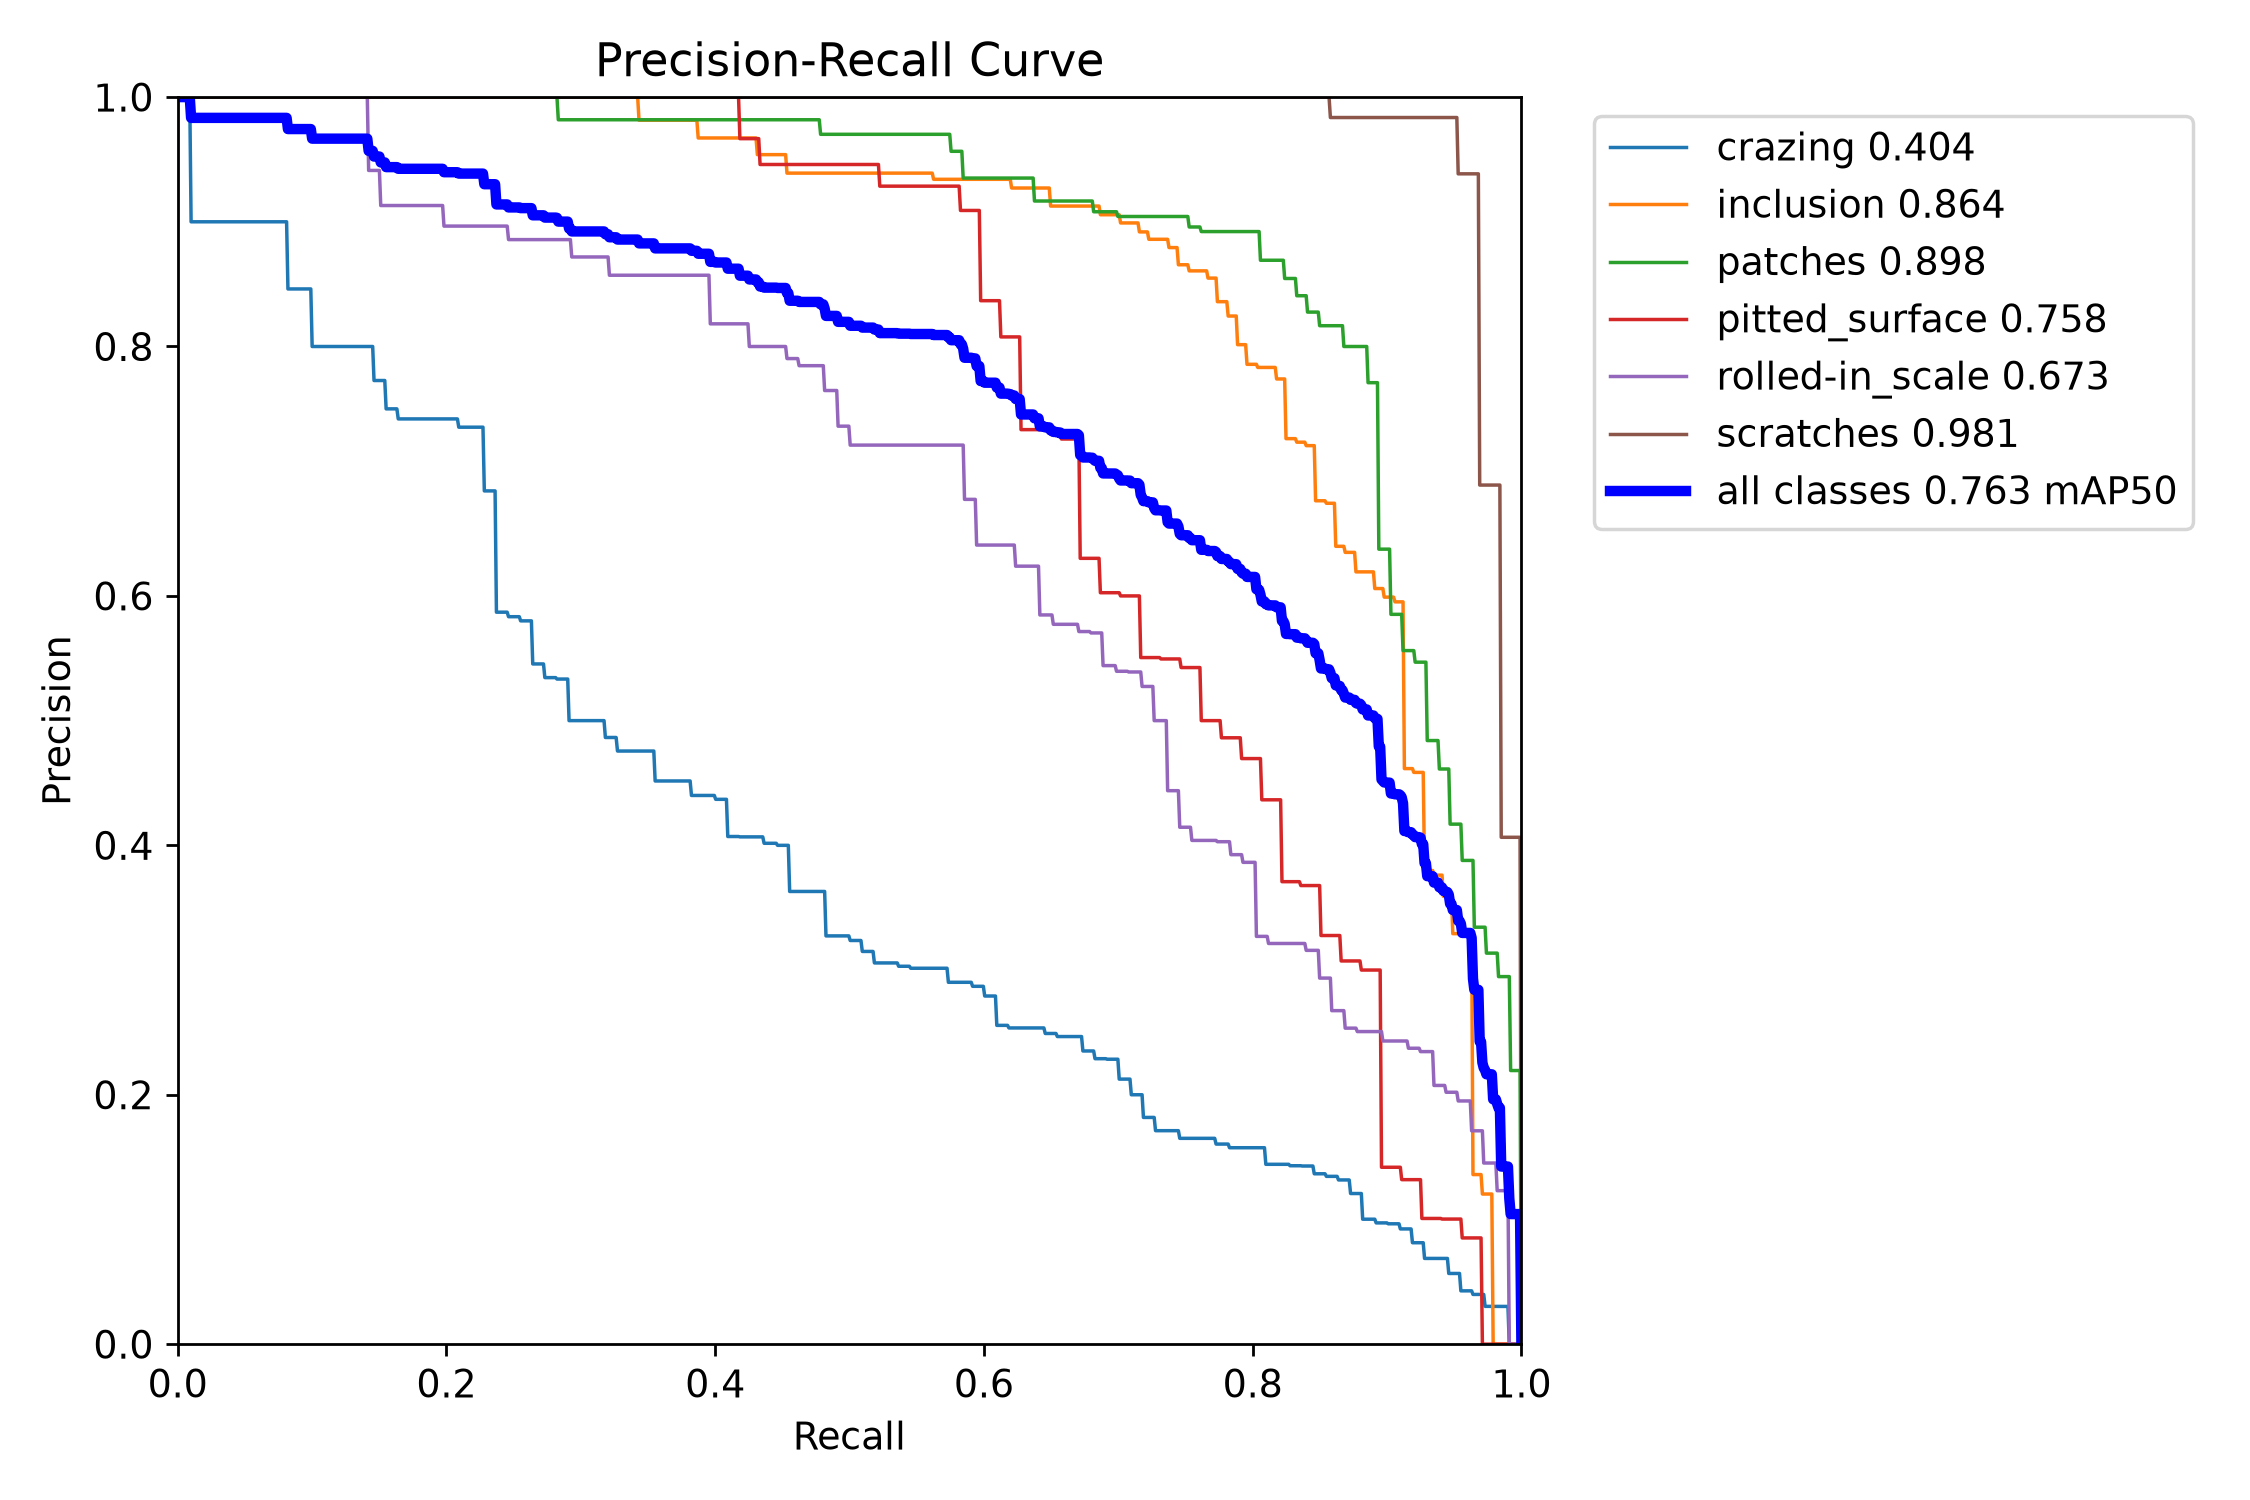 Precision-Recall Curve
1.0
0.8
0.6
0.4
0.2
0.0
Precision
0.0 0.2 0.4 0.6 0.8 1.0
Recall
crazing 0.404
inclusion 0.864
patches 0.898
pitted_surface 0.758
rolled-in_scale 0.673
scratches 0.981
all classes 0.763 mAP50